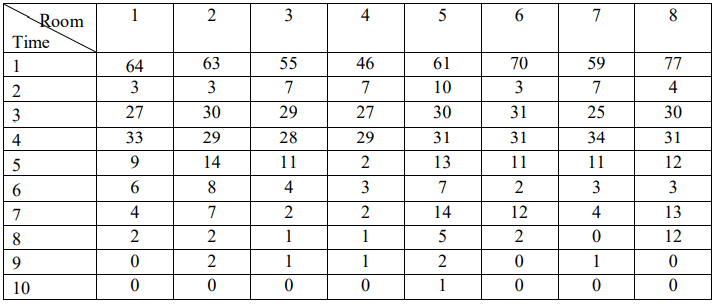 Room 1 2 3 4 5 6 7 8
Time
1 64 63 55 46 61 70 59 77
2 3 3 7 7 10 3 7 4
3 27 30 29 27 30 31 25 30
4 33 29 28 29 31 31 34 31
5 9 14 11 2 13 11 11 12
6 6 8 4 3 7 2 3 3
7 4 7 2 2 14 12 4 13
8 2 2 1 1 5 2 0 12
9 0 2 1 1 2 0 1 0
10 0 0 0 0 1 0 0 0